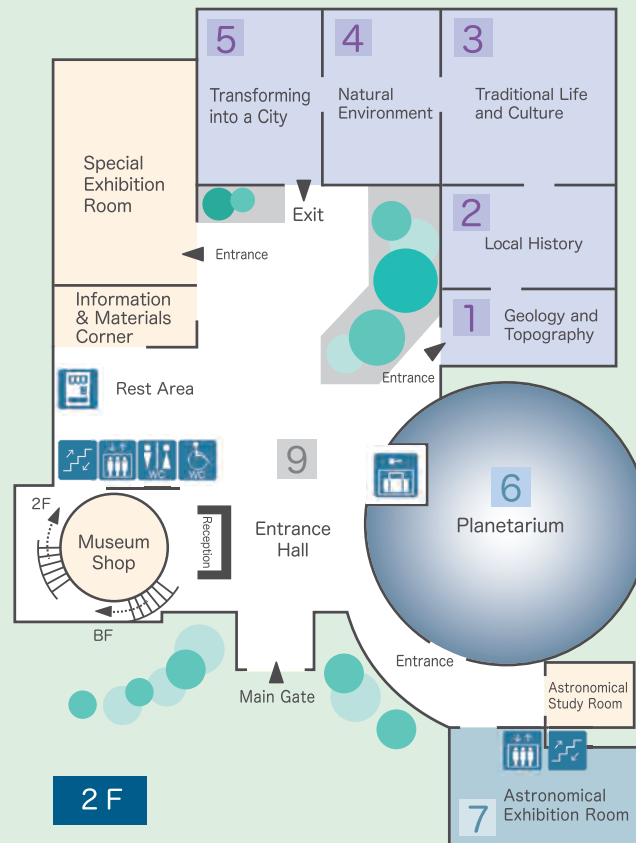 5
Transforming
into a City
4
Natural
Environment
3
Traditional Life
and Culture
Special
Exhibition
Room
Exit
Entrance
2
Local History
Information
& Materials
Corner
1
Geology and
Topography
Entrance
Rest Area
WC
WC
9
Entrance
Hall
6
Planetarium
2F
Museum
Shop
Reception
BF
Entrance
Main Gate
Astronomical
Study Room
2F
7
Astronomical
Exhibition Room